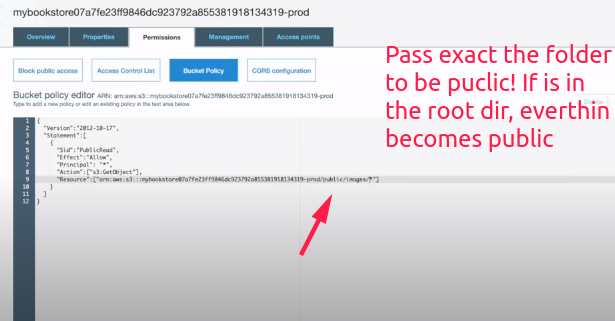 mybookstore07a7fe23ff9846dc923792a855381918134319-prod
Overview Properties Permissions Management Access points
Block public access Access Control List Bucket Policy CORS configuration
Bucket policy editor ARN: arn:aws:s3:::mybookstore07a7fe23ff9846dc923792a855381918134319-prod
Type to add a new policy or edit an existing policy in the text area below.
1 {
2 "Version":"2012-10-17",
3 "Statement":[
4 {
5 "Sid":"PublicRead",
6 "Effect":"Allow",
7 "Principal": "*",
8 "Action":["s3:GetObject"],
9 "Resource":["arn:aws:s3:::mybookstore07a7fe23ff9846dc923792a855381918134319-prod/public/images/*"]
10 }
11 ]
12 }
Pass exact the folder
to be puclic! If is in
the root dir, everthin
becomes public